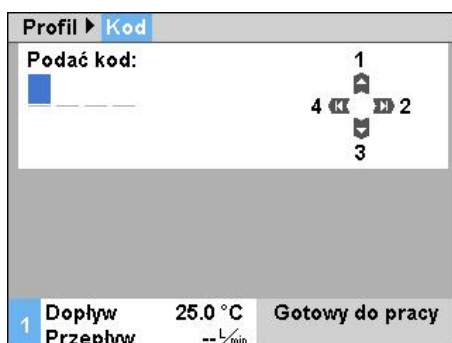 Profil ▶ Kod
Podać kod:
1
4 2
3
1 Dopływ 25.0 °C Gotowy do pracy
Przepływ -- L/min